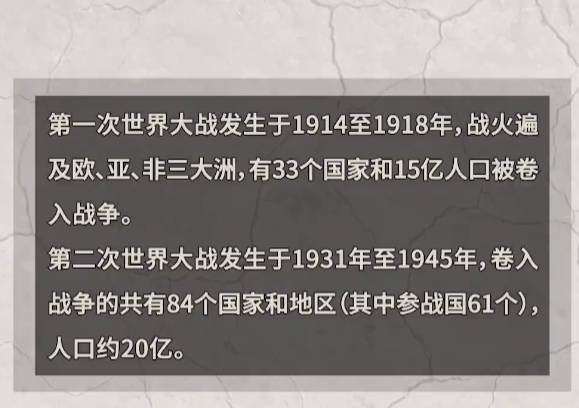 第一次世界大战发生于1914至1918年,战火遍
及欧、亚、非三大洲,有33个国家和15亿人口被卷
入战争。
第二次世界大战发生于1931年至1945年,卷入
战争的共有84个国家和地区(其中参战国61个),
人口约20亿。